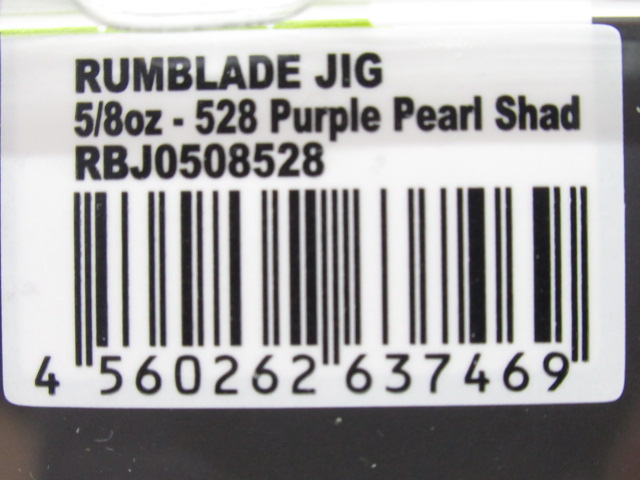 RUMBLADE JIG
5/8oz - 528 Purple Pearl Shad
RBJ0508528
4 560262 637469